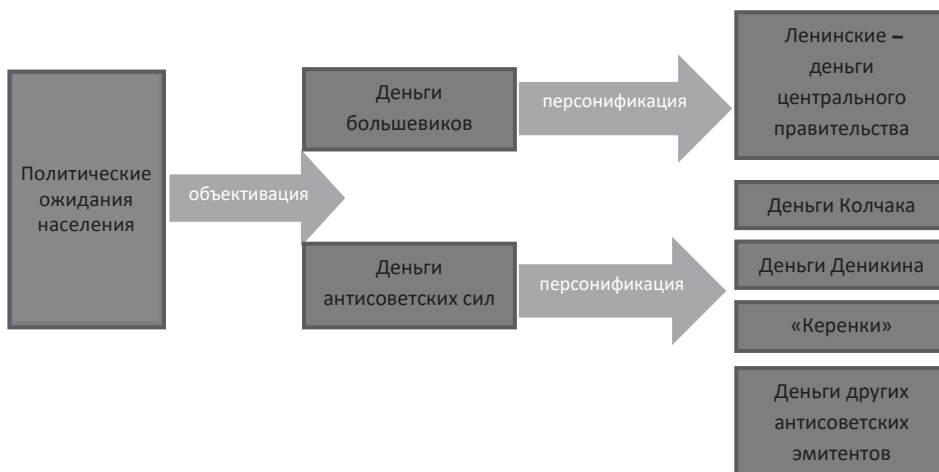 Политические
ожидания
населения
объективация
Деньги
большевиков
персонификация
Ленинские –
деньги
центрального
правительства
Деньги
антисоветских сил
персонификация
Деньги Колчака
Деньги Деникина
«Керенки»
Деньги других
антисоветских
эмитентов